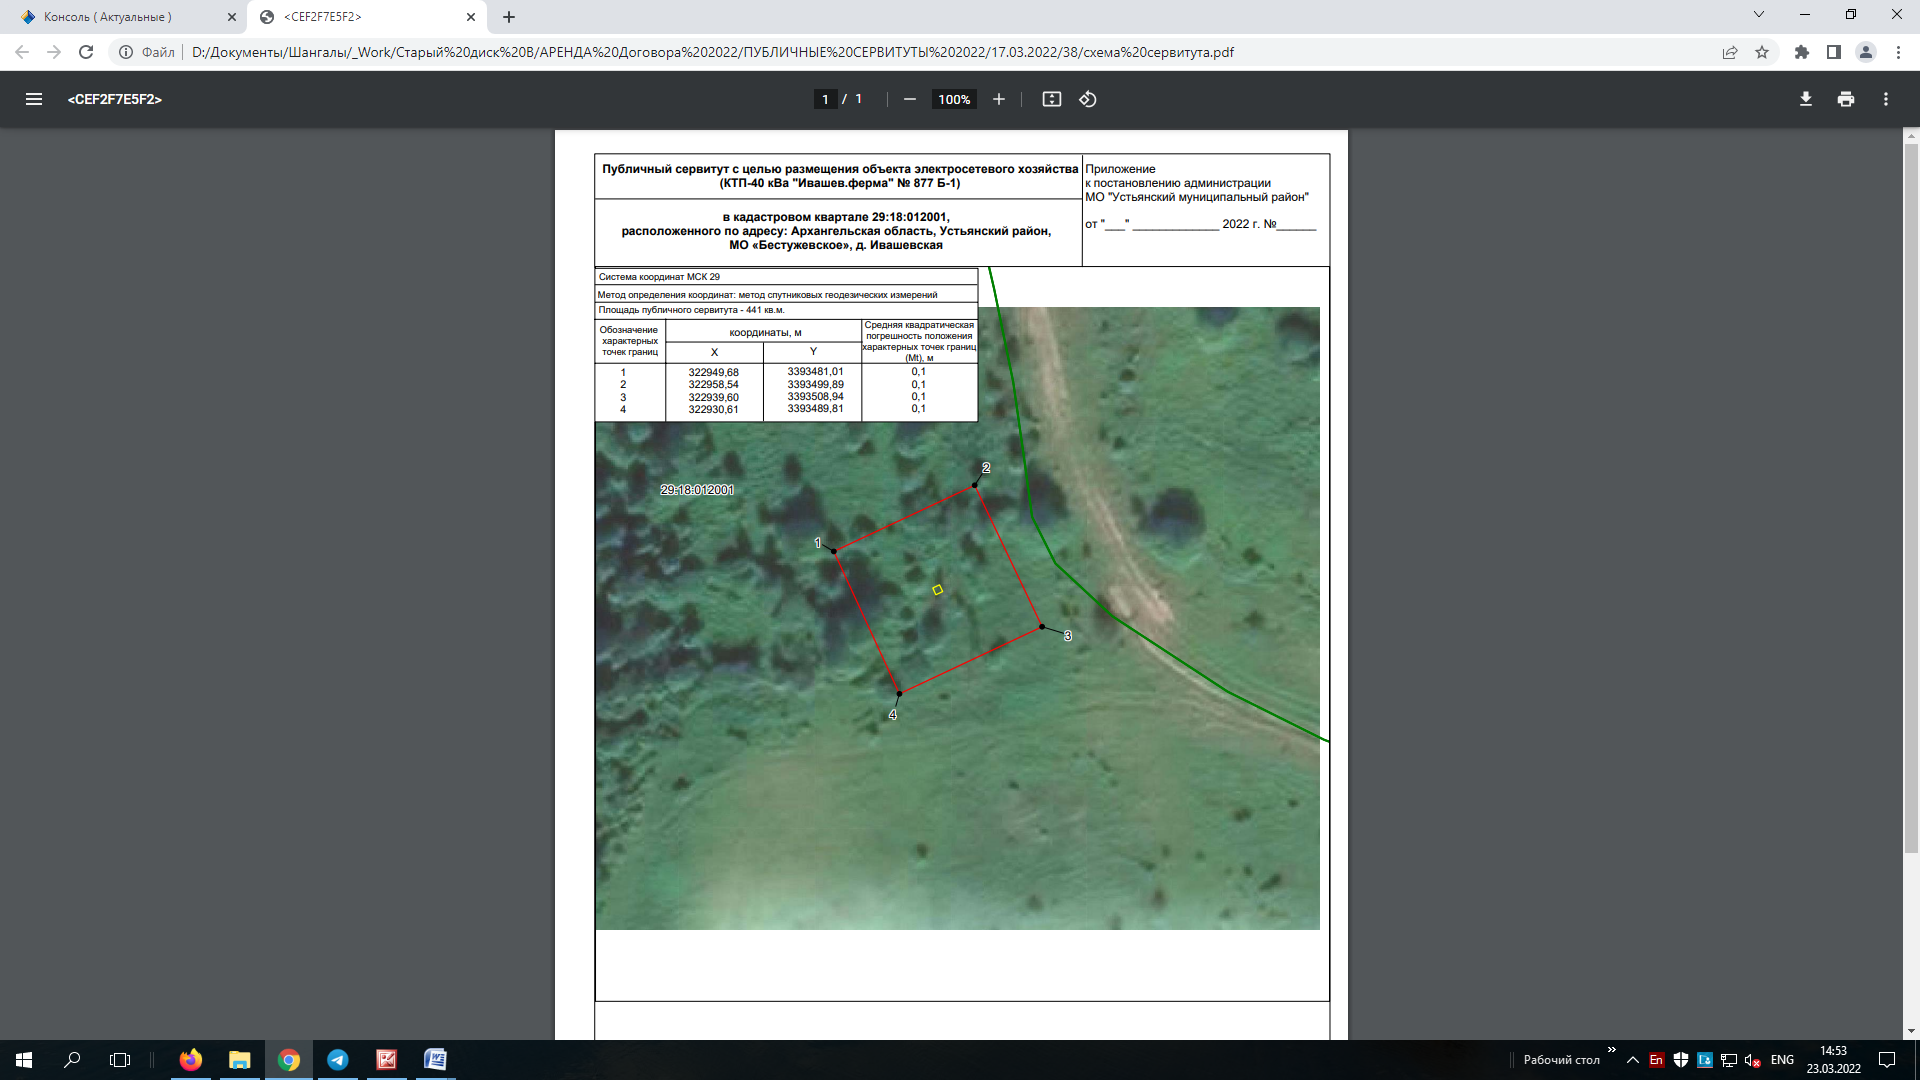 Консоль ( Актуальные )
<CEF2F7E5F2>
Файл
D:/Документы/Шангалы/_Work/Старый%20диск%20B/АРЕНДА%20Договора%202022/ПУБЛИЧНЫЕ%20СЕРВИТУТЫ%202022/17.03.2022/38/схема%20сервитута.pdf
<CEF2F7E5F2>
1 / 1
100%
Публичный сервитут с целью размещения объекта электросетевого хозяйства
(КТП-40 кВа "Ивашев.ферма" № 877 Б-1)
Приложение
к постановлению администрации
МО "Устьянский муниципальный район"
от "___" _____________ 2022 г. №______
в кадастровом квартале 29:18:012001,
расположенного по адресу: Архангельская область, Устьянский район,
МО «Бестужевское», д. Ивашевская
Система координат МСК 29
Метод определения координат: метод спутниковых геодезических измерений
Площадь публичного сервитута - 441 кв.м.
Обозначение
характерных
точек границ
координаты, м
X
Y
Средняя квадратическая
погрешность положения
характерных точек границ
(Mt), м
1 322949,68 3393481,01 0,1
2 322958,54 3393499,89 0,1
3 322939,60 3393508,94 0,1
4 322930,61 3393489,81 0,1
2
29:18:012001
1
3
4
Рабочий стол
En
ENG
14:53
23.03.2022